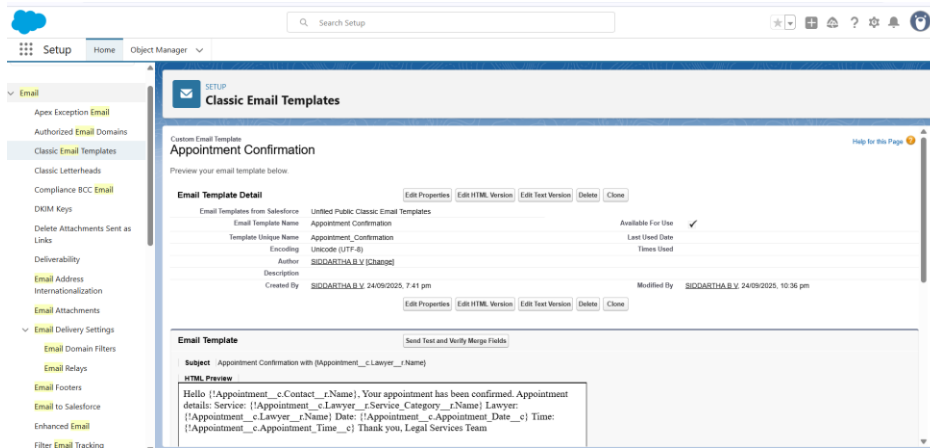 Search Setup
Setup
Home
Object Manager
Email
Apex Exception Email
Authorized Email Domains
Classic Email Templates
Classic Letterheads
Compliance BCC Email
DKIM Keys
Delete Attachments Sent as
Links
Deliverability
Email Address
Internationalization
Email Attachments
Email Delivery Settings
Email Domain Filters
Email Relays
Email Footers
Email to Salesforce
Enhanced Email
Filter Email Tracking
SETUP
Classic Email Templates
Custom Email Template
Appointment Confirmation
Help for this Page
Preview your email template below.
Email Template Detail
Edit Properties Edit HTML Version Edit Text Version Delete Clone
Email Templates from Salesforce Unfiled Public Classic Email Templates
Email Template Name Appointment Confirmation Available For Use ✓
Template Unique Name Appointment_Confirmation Last Used Date
Encoding Unicode (UTF-8) Times Used
Author SIDDARTHA B V [Change]
Description
Created By SIDDARTHA B V, 24/09/2025, 7:41 pm Modified By SIDDARTHA B V, 24/09/2025, 10:36 pm
Edit Properties Edit HTML Version Edit Text Version Delete Clone
Email Template Send Test and Verify Merge Fields
Subject Appointment Confirmation with {!Appointment__c.Lawyer__r.Name}
HTML Preview
Hello {!Appointment__c.Contact__r.Name}, Your appointment has been confirmed. Appointment
details: Service: {!Appointment__c.Lawyer__r.Service_Category__r.Name} Lawyer:
{!Appointment__c.Lawyer__r.Name} Date: {!Appointment__c.Appointment_Date__c} Time:
{!Appointment__c.Appointment_Time__c} Thank you, Legal Services Team